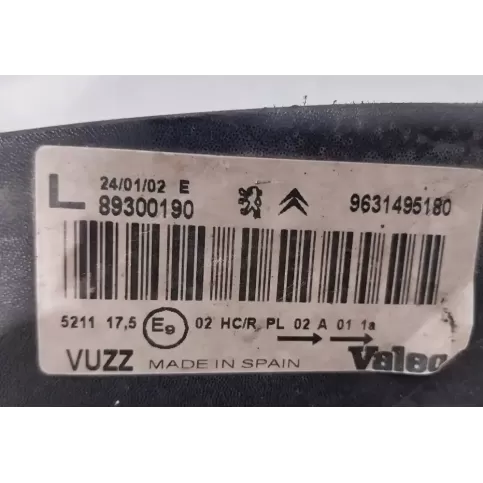 L 24/01/02 E
89300190 9631495180
5211 17,5 E9 02 HC/R PL 02 A 01 1a
VUZZ MADE IN SPAIN Valeo